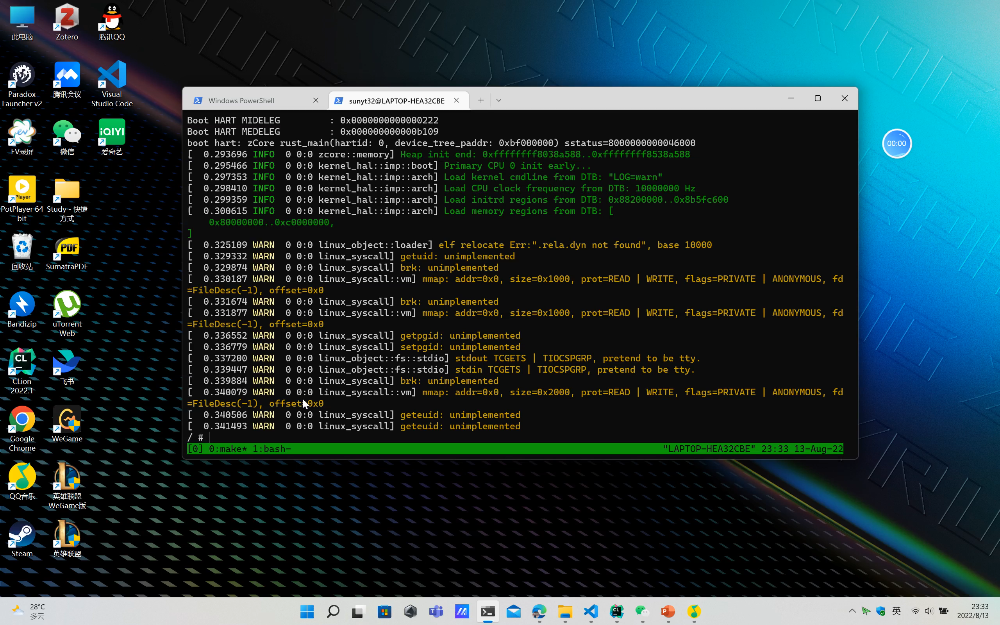 此电脑
Zotero
腾讯QQ
Paradox
Launcher v2
腾讯会议
Visual
Studio Code
EV录屏
微信
iQIYI
爱奇艺
Player
PotPlayer 64
bit
Study - 快捷
方式
回收站
PDF
SumatraPDF
Bandizip
uTorrent
Web
CL
CLion
2022.1
飞书
Google
Chrome
WeGame
QQ音乐
英雄联盟
WeGame版
Steam
英雄联盟
Windows PowerShell
sunyt32@LAPTOP-HEA32CBE
Boot HART MIDELEG         : 0x0000000000000222
Boot HART MEDELEG         : 0x000000000000b109
boot hart: zCore rust_main(hartid: 0, device_tree_paddr: 0xbf000000) sstatus=8000000000046000
[  0.293696 INFO  0 0:0 zcore::memory] Heap init end: 0xffffffff8038a588..0xffffffff8538a588
[  0.295466 INFO  0 0:0 kernel_hal::imp::boot] Primary CPU 0 init early...
[  0.297353 INFO  0 0:0 kernel_hal::imp::arch] Load kernel cmdline from DTB: "LOG=warn"
[  0.298410 INFO  0 0:0 kernel_hal::imp::arch] Load CPU clock frequency from DTB: 10000000 Hz
[  0.299359 INFO  0 0:0 kernel_hal::imp::arch] Load initrd regions from DTB: 0x88200000..0x8b5fc600
[  0.300615 INFO  0 0:0 kernel_hal::imp::arch] Load memory regions from DTB: [
    0x80000000..0xc0000000,
]
[  0.325109 WARN  0 0:0 linux_object::loader] elf relocate Err:".rela.dyn not found", base 10000
[  0.329332 WARN  0 0:0 linux_syscall] getuid: unimplemented
[  0.329874 WARN  0 0:0 linux_syscall] brk: unimplemented
[  0.330187 WARN  0 0:0 linux_syscall::vm] mmap: addr=0x0, size=0x1000, prot=READ | WRITE, flags=PRIVATE | ANONYMOUS, fd
=FileDesc(-1), offset=0x0
[  0.331674 WARN  0 0:0 linux_syscall] brk: unimplemented
[  0.331877 WARN  0 0:0 linux_syscall::vm] mmap: addr=0x0, size=0x1000, prot=READ | WRITE, flags=PRIVATE | ANONYMOUS, fd
=FileDesc(-1), offset=0x0
[  0.336552 WARN  0 0:0 linux_syscall] getpgid: unimplemented
[  0.336779 WARN  0 0:0 linux_syscall] setpgid: unimplemented
[  0.337200 WARN  0 0:0 linux_object::fs::stdio] stdout TCGETS | TIOCSPGRP, pretend to be tty.
[  0.339447 WARN  0 0:0 linux_object::fs::stdio] stdin TCGETS | TIOCSPGRP, pretend to be tty.
[  0.339884 WARN  0 0:0 linux_syscall] brk: unimplemented
[  0.340079 WARN  0 0:0 linux_syscall::vm] mmap: addr=0x0, size=0x2000, prot=READ | WRITE, flags=PRIVATE | ANONYMOUS, fd
=FileDesc(-1), offset=0x0
[  0.340506 WARN  0 0:0 linux_syscall] geteuid: unimplemented
[  0.341493 WARN  0 0:0 linux_syscall] geteuid: unimplemented
/ #
[0] 0:make* 1:bash-    "LAPTOP-HEA32CBE" 23:33 13-Aug-22
00:00
28°C
多云
英
23:33
2022/8/13